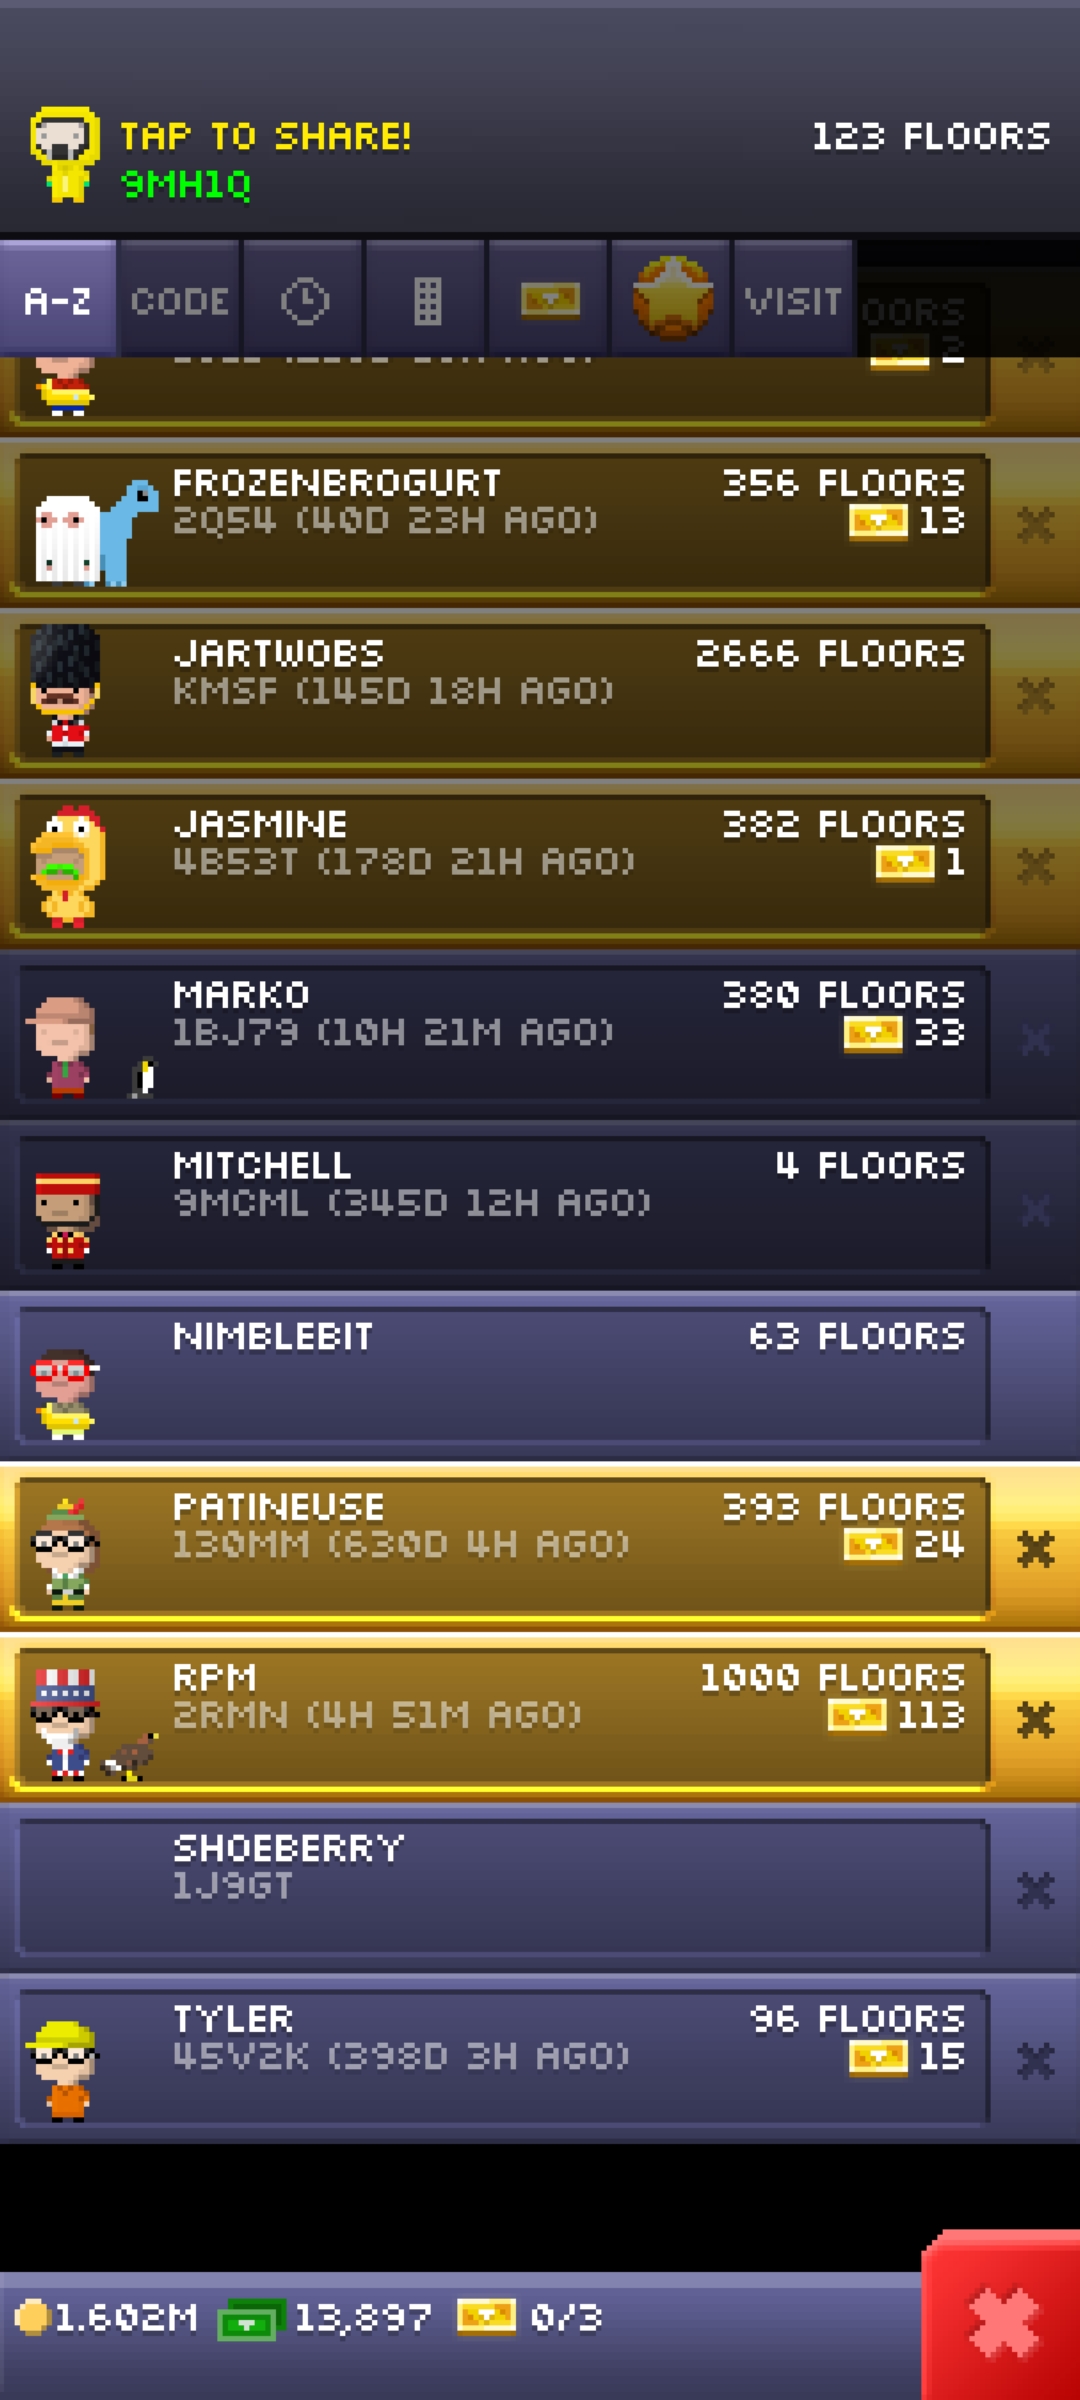 TAP TO SHARE!
123 FLOORS
9MH1Q
A-Z CODE VISIT
OORS
2
FROZENBROGURT 356 FLOORS
2Q54 (40D 23H AGO) 13
JARTWOBS 2666 FLOORS
KMSF (145D 18H AGO)
JASMINE 382 FLOORS
4B53T (178D 21H AGO) 1
MARKO 380 FLOORS
1BJ79 (10H 21M AGO) 33
MITCHELL 4 FLOORS
9MCML (345D 12H AGO)
NIMBLEBIT 63 FLOORS
PATINEUSE 393 FLOORS
130MM (630D 4H AGO) 24
RPM 1000 FLOORS
2RMN (4H 51M AGO) 113
SHOEBERRY
1J9GT
TYLER 96 FLOORS
45V2K (398D 3H AGO) 15
1.602M 13,897 0/3